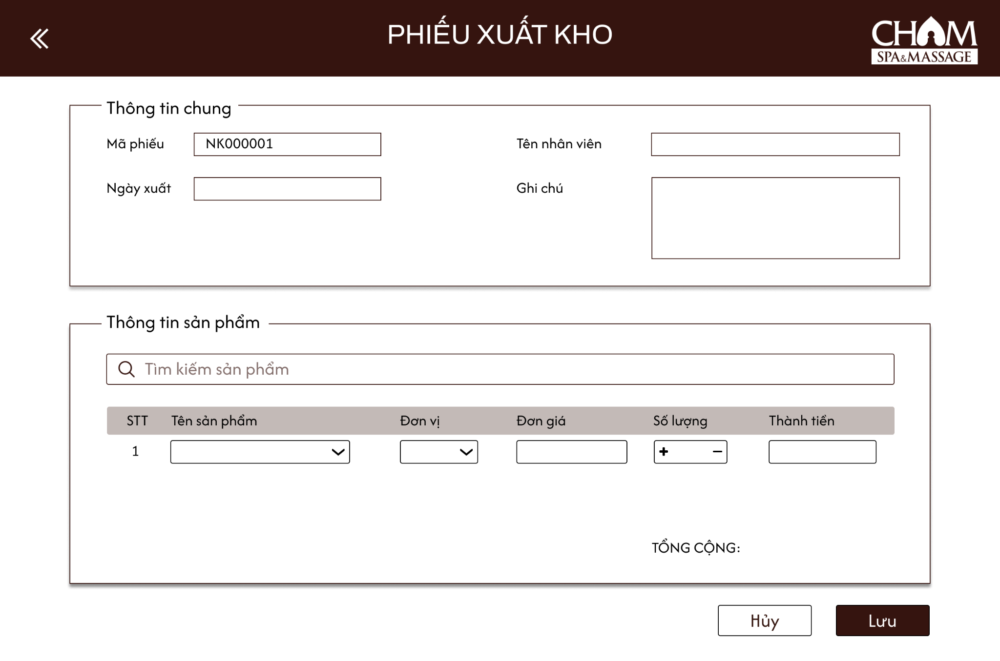 PHIẾU XUẤT KHO
CHAM
SPA&MASSAGE
Thông tin chung
Mã phiếu NK000001 Tên nhân viên
Ngày xuất Ghi chú
Thông tin sản phẩm
Tìm kiếm sản phẩm
STT Tên sản phẩm Đơn vị Đơn giá Số lượng Thành tiền
1
TỔNG CỘNG:
Hủy Lưu